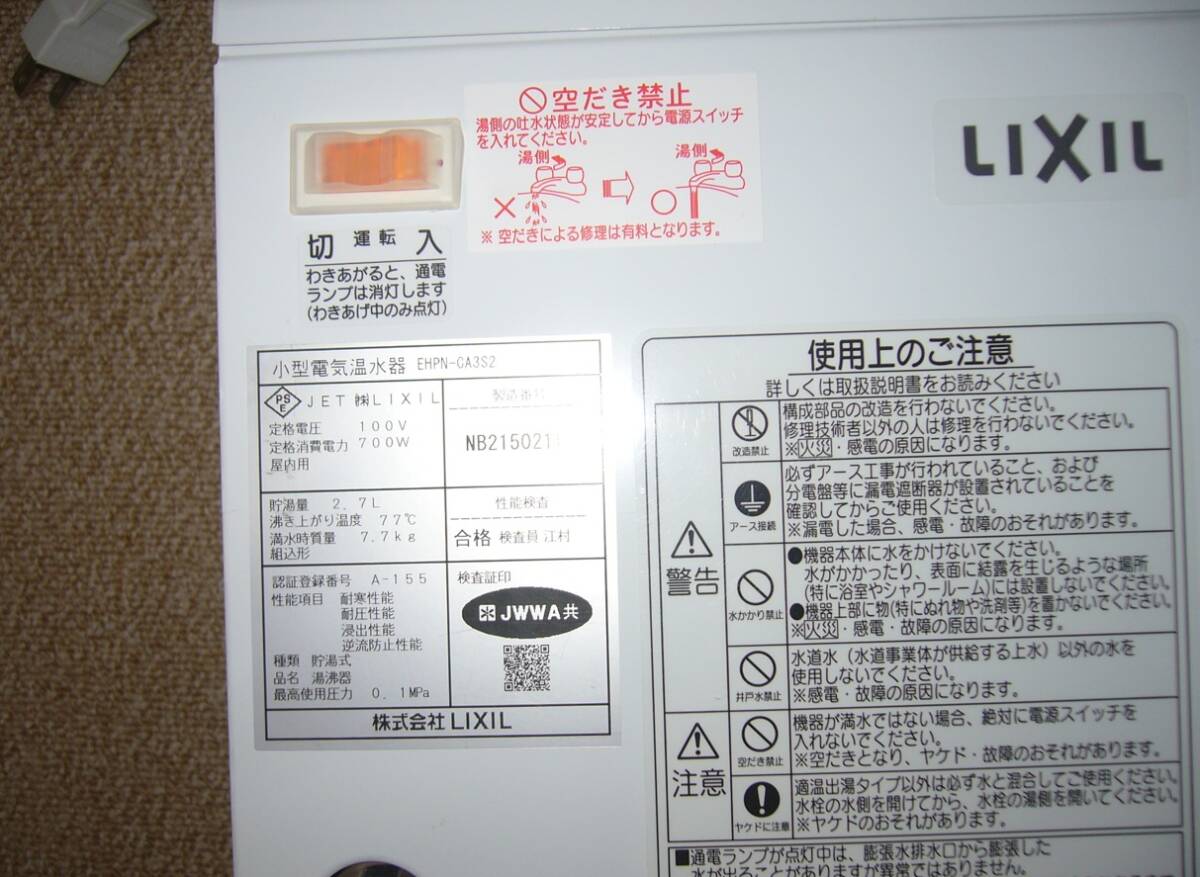 空だき禁止
湯側の吐水状態が安定してから電源スイッチ
を入れてください。
湯側
湯側
※ 空だきによる修理は有料となります。
LIXIL
切 運転 入
わきあがると、通電
ランプは消灯します
(わきあげ中のみ点灯)
小型電気温水器 EHPN-CA3S2
PSE JET ㈱LIXIL
定格電圧 100V
定格消費電力 700W
屋内用
製造番号
NB215021
貯湯量 2.7L
沸き上がり温度 77℃
満水時質量 7.7kg
組込形
性能検査
合格 検査員 江村
認証登録番号 A-155
性能項目 耐寒性能
耐圧性能
浸出性能
逆流防止性能
種類 貯湯式
品名 湯沸器
最高使用圧力 0.1MPa
検査証印
JWWA共
株式会社 LIXIL
使用上のご注意
詳しくは取扱説明書をお読みください
警告
改造禁止
構成部品の改造を行わないでください。
修理技術者以外の人は修理を行わないでください。
※火災・感電の原因になります。
アース接続
必ずアース工事が行われていること、および
分電盤等に漏電遮断器が設置されていることを
確認してからご使用ください。
※漏電した場合、感電・故障のおそれがあります。
水かかり禁止
●機器本体に水をかけないでください。
水がかかったり、表面に結露を生じるような場所
(特に浴室やシャワールーム)には設置しないでください。
●機器上部に物(特にぬれ物や洗剤等)を置かないでください。
※火災・感電・故障の原因になります。
井戸水禁止
水道水(水道事業体が供給する上水)以外の水を
使用しないでください。
※感電・故障の原因になります。
注意
空だき禁止
機器が満水ではない場合、絶対に電源スイッチを
入れないでください。
※空だきとなり、ヤケド・故障のおそれがあります。
ヤケドに注意
適温出湯タイプ以外は必ず水と混合してご使用ください。
水栓の水側を開けてから、水栓の湯側を開いてください。
※ヤケドのおそれがあります。
■通電ランプが点灯中は、膨張水排水口から膨張した
水が出ることがありますが異常ではありません。